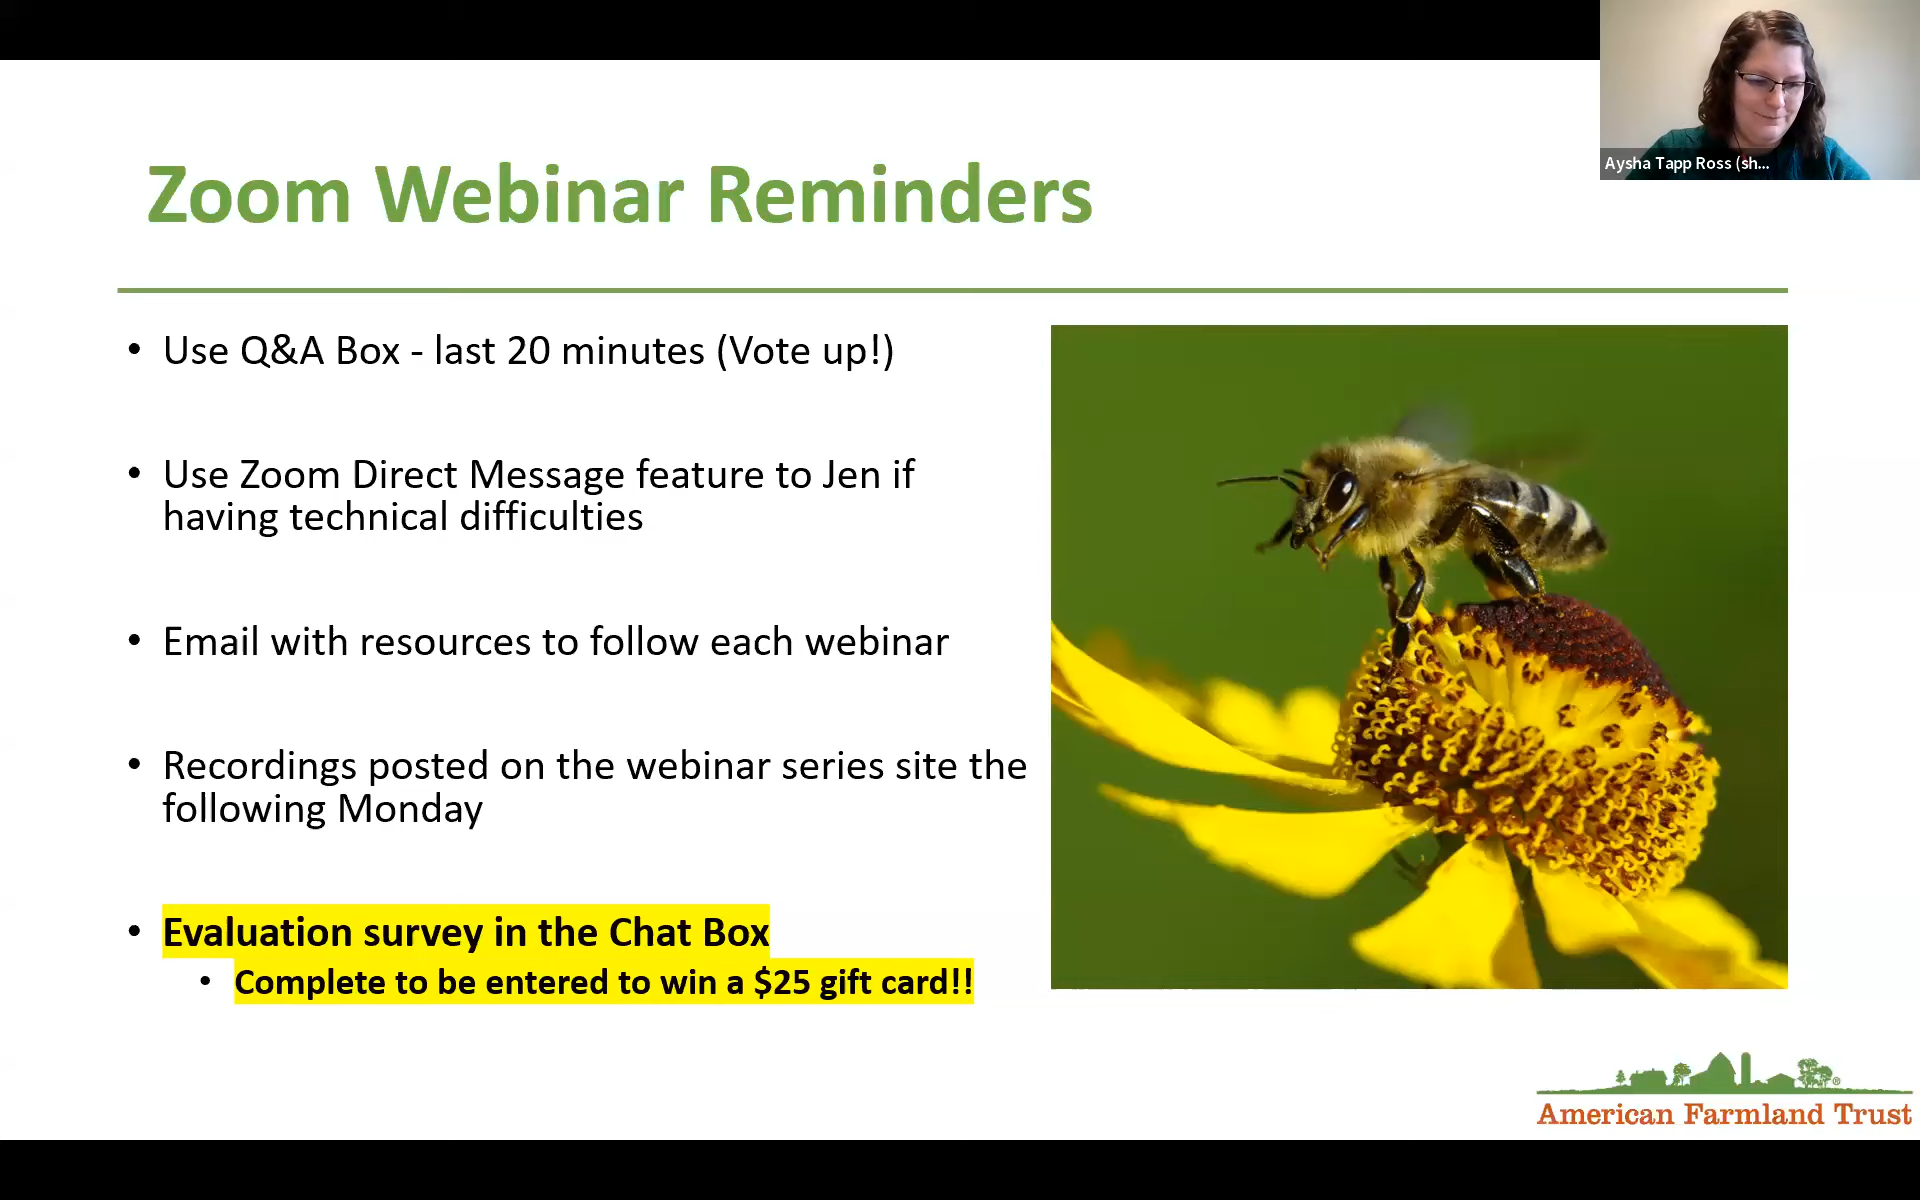 Aysha Tapp Ross (sh...
Zoom Webinar Reminders
• Use Q&A Box - last 20 minutes (Vote up!)
• Use Zoom Direct Message feature to Jen if
having technical difficulties
• Email with resources to follow each webinar
• Recordings posted on the webinar series site the
following Monday
• Evaluation survey in the Chat Box
• Complete to be entered to win a $25 gift card!!
®
American Farmland Trust